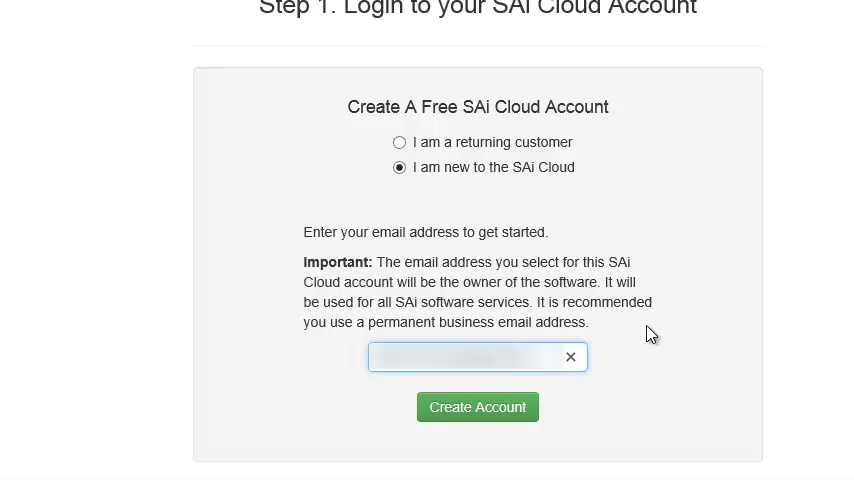 Step 1. Login to your SAi Cloud Account
Create A Free SAi Cloud Account
I am a returning customer
I am new to the SAi Cloud
Enter your email address to get started.
Important: The email address you select for this SAi
Cloud account will be the owner of the software. It will
be used for all SAi software services. It is recommended
you use a permanent business email address.
Create Account